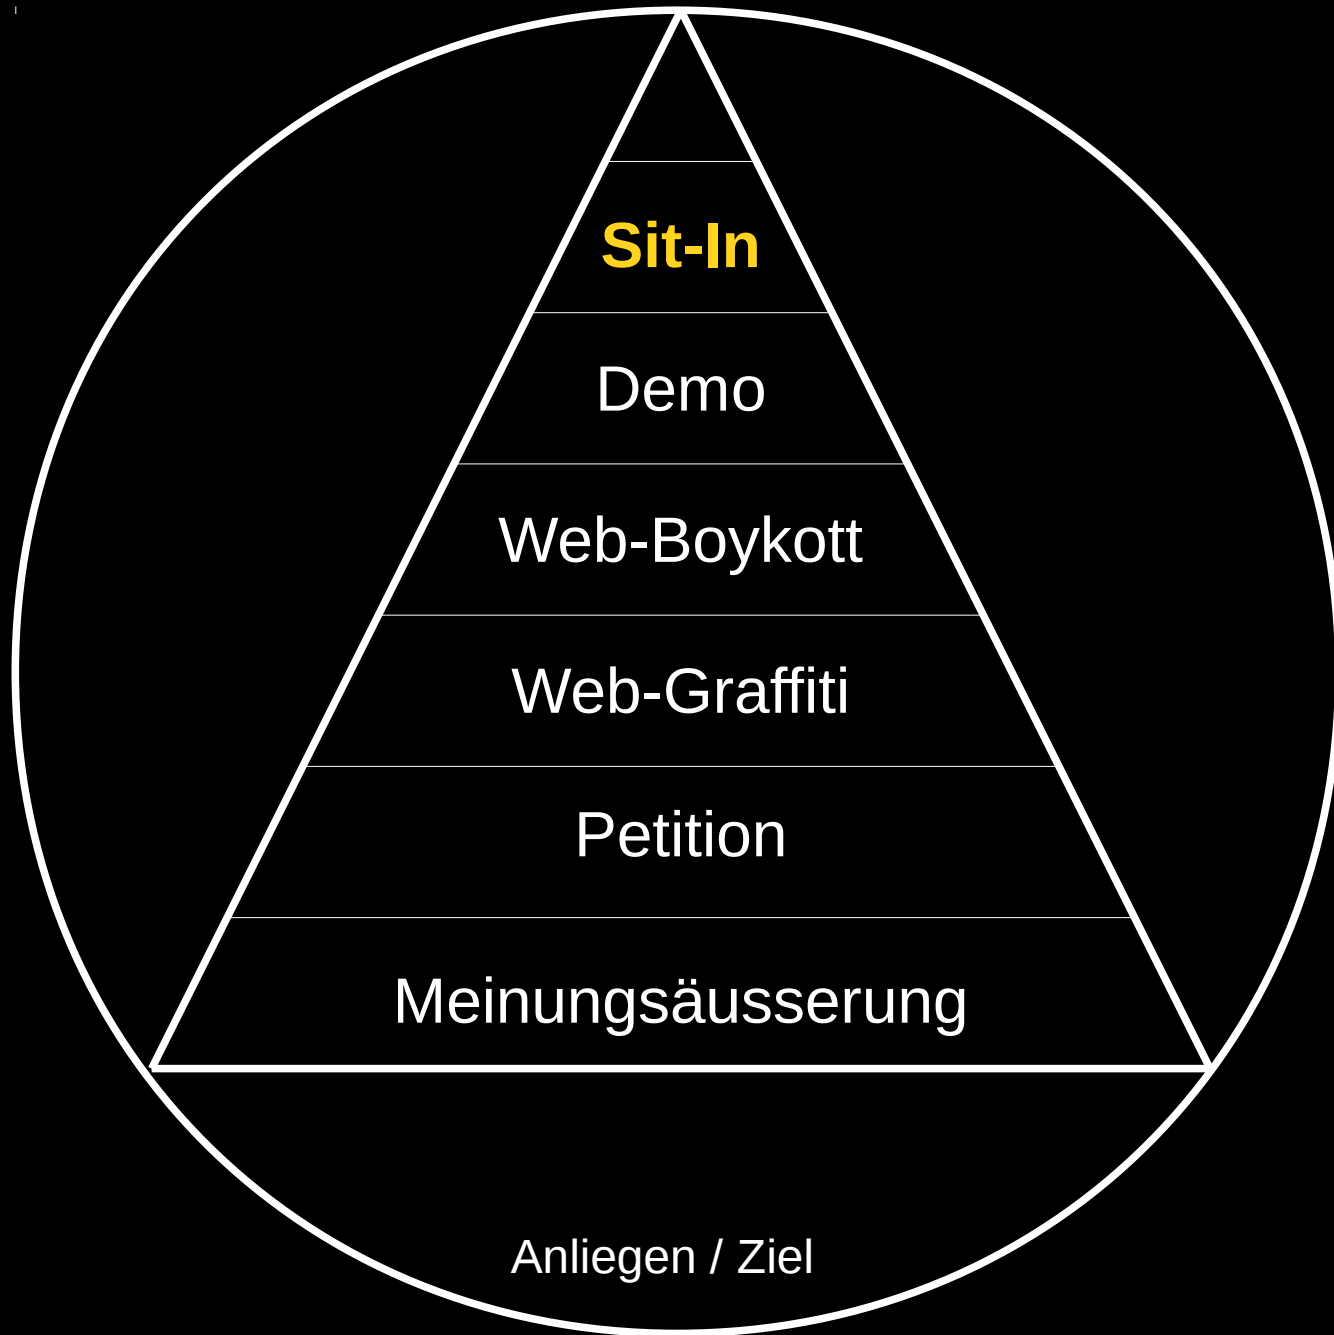 Sit-In
Demo
Web-Boykott
Web-Graffiti
Petition
Meinungsäusserung
Anliegen / Ziel